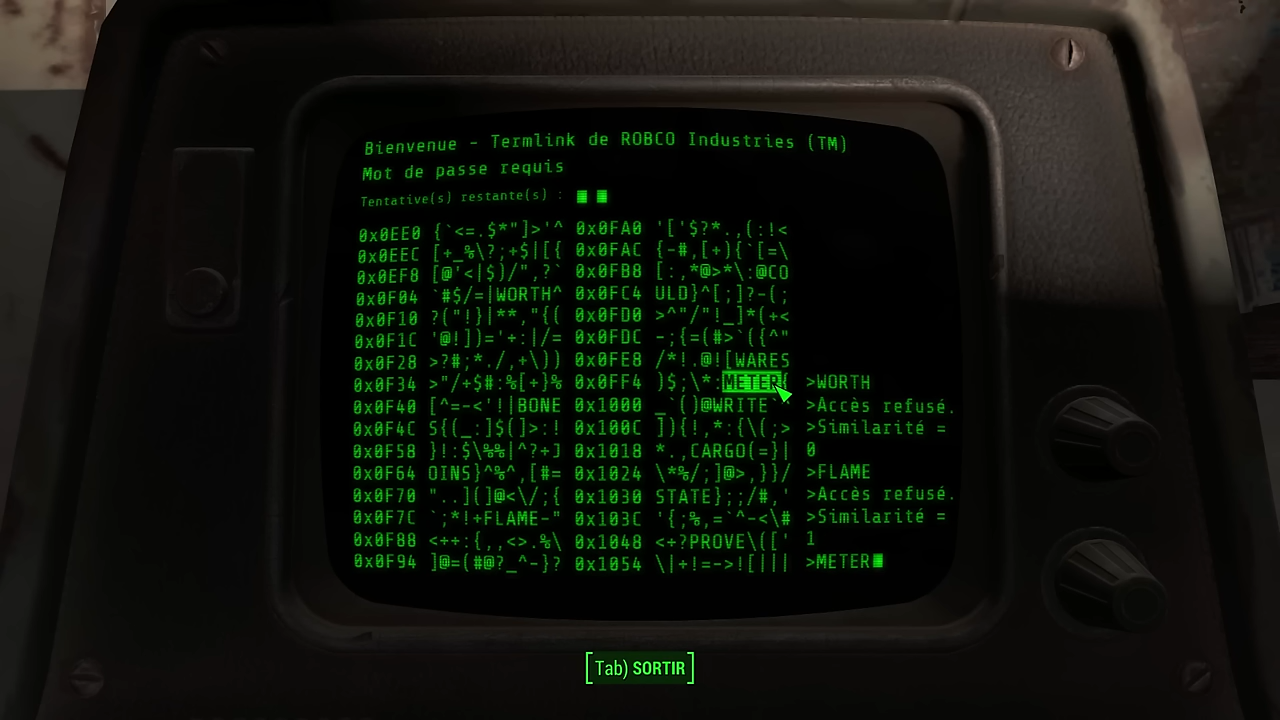 Bienvenue - Termlink de ROBCO Industries (TM)
Mot de passe requis
Tentative(s) restante(s) :
0x0EE0 {`<=.$*"]>'^ 0x0FA0 '['$?*.,(:!<
0x0EEC [+_%\?;+$|[{ 0x0FAC {-#,[+){`[=\
0x0EF8 [@'<|$)/",?` 0x0FB8 [:,*@>*\:@CO
0x0F04 `#$/=|WORTH^ 0x0FC4 ULD}^[;]?-(;
0x0F10 ?("!}|**,"{( 0x0FD0 >^"/"!_]*(+<
0x0F1C '@!])='+:|/= 0x0FDC -;{=(#>`({^"
0x0F28 >?#;*./,+\)) 0x0FE8 /*!.@![WARES
0x0F34 >"/+$#:%[+}% 0x0FF4 )$;\*:METER{ >WORTH
0x0F40 [^=-<'!|BONE 0x1000 _`()@WRITE`` >Accès refusé.
0x0F4C S{(_:]$(]>:! 0x100C ]){!,*:{\(;> >Similarité =
0x0F58 }!:$\%%|^?+J 0x1018 *.,CARGO(=}| 0
0x0F64 OINS}^%^,[#= 0x1024 \*%/;]@>,}}/ >FLAME
0x0F70 "..](]@<\/;{ 0x1030 STATE};;/#,' >Accès refusé.
0x0F7C `;*!+FLAME-" 0x103C '{;%,=`^-<\# >Similarité =
0x0F88 <++:{,,<>.%\ 0x1048 <+?PROVE\([' 1
0x0F94 ]@=(#@?_^-}? 0x1054 \|+!=->![||| >METER
[Tab) SORTIR]